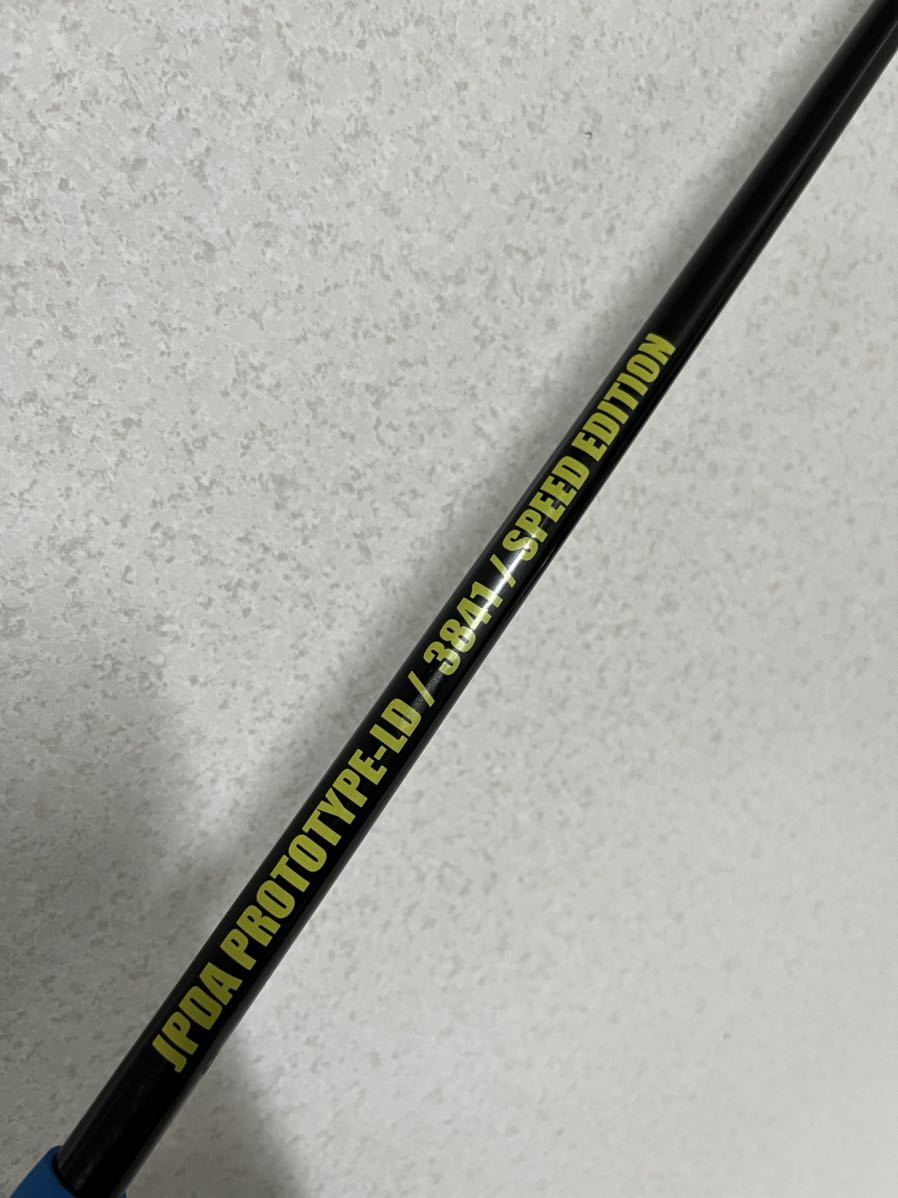 JPDA PROTOTYPE-LD / 3841 / SPEED EDITION